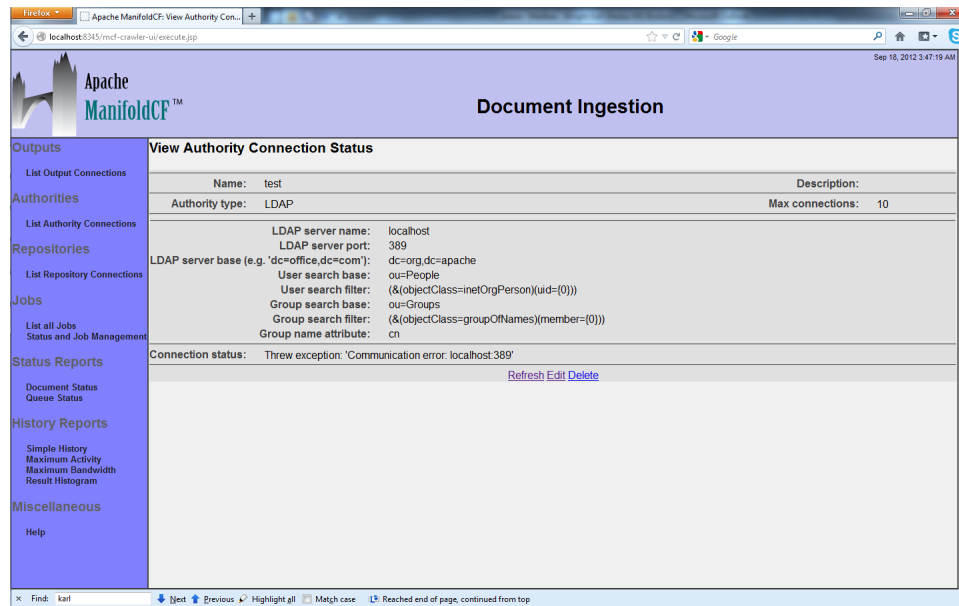 Firefox
Apache ManifoldCF: View Authority Con...
+
localhost:8345/mcf-crawler-ui/execute.jsp
Google
Sep 18, 2012 3:47:19 AM
Apache
ManifoldCF™
Document Ingestion
Outputs
List Output Connections
Authorities
List Authority Connections
Repositories
List Repository Connections
Jobs
List all Jobs
Status and Job Management
Status Reports
Document Status
Queue Status
History Reports
Simple History
Maximum Activity
Maximum Bandwidth
Result Histogram
Miscellaneous
Help
View Authority Connection Status
Name: test Description:
Authority type: LDAP Max connections: 10
LDAP server name: localhost
LDAP server port: 389
LDAP server base (e.g. 'dc=office,dc=com'): dc=org,dc=apache
User search base: ou=People
User search filter: (&(objectClass=inetOrgPerson)(uid={0}))
Group search base: ou=Groups
Group search filter: (&(objectClass=groupOfNames)(member={0}))
Group name attribute: cn
Connection status: Threw exception: 'Communication error: localhost:389'
Refresh Edit Delete
× Find: karl Next Previous Highlight all Match case Reached end of page, continued from top